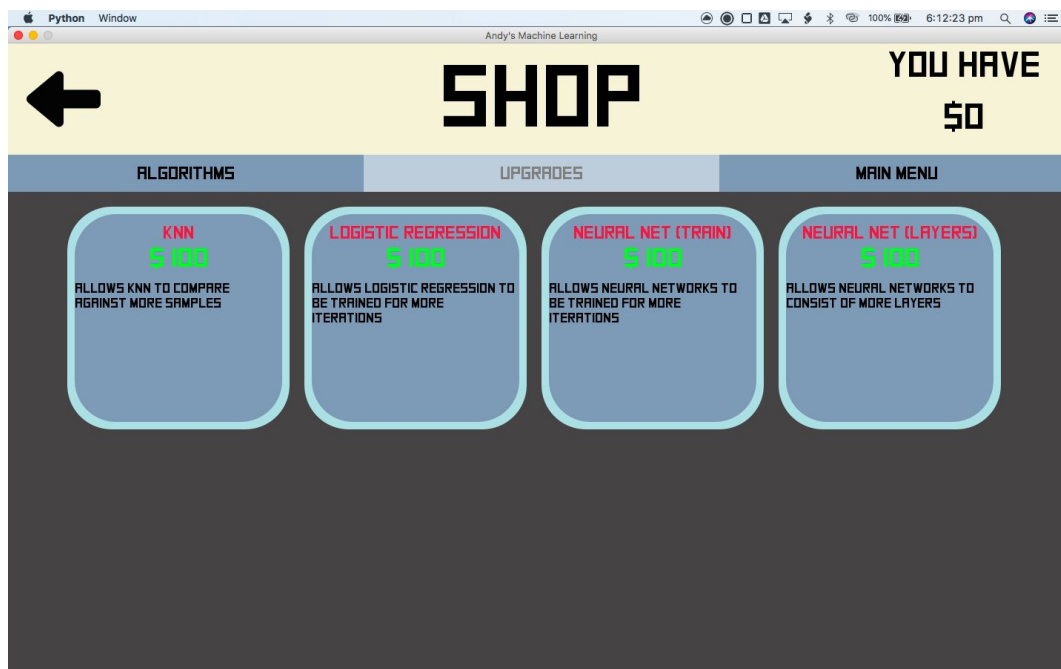 Python Window 100% 6:12:23 pm
Andy's Machine Learning
SHOP
YOU HAVE
$0
ALGORITHMS
UPGRADES
MAIN MENU
KNN
$100
ALLOWS KNN TO COMPARE
AGAINST MORE SAMPLES
LOGISTIC REGRESSION
$100
ALLOWS LOGISTIC REGRESSION TO
BE TRAINED FOR MORE
ITERATIONS
NEURAL NET (TRAIN)
$100
ALLOWS NEURAL NETWORKS TO
BE TRAINED FOR MORE
ITERATIONS
NEURAL NET (LAYERS)
$100
ALLOWS NEURAL NETWORKS TO
CONSIST OF MORE LAYERS